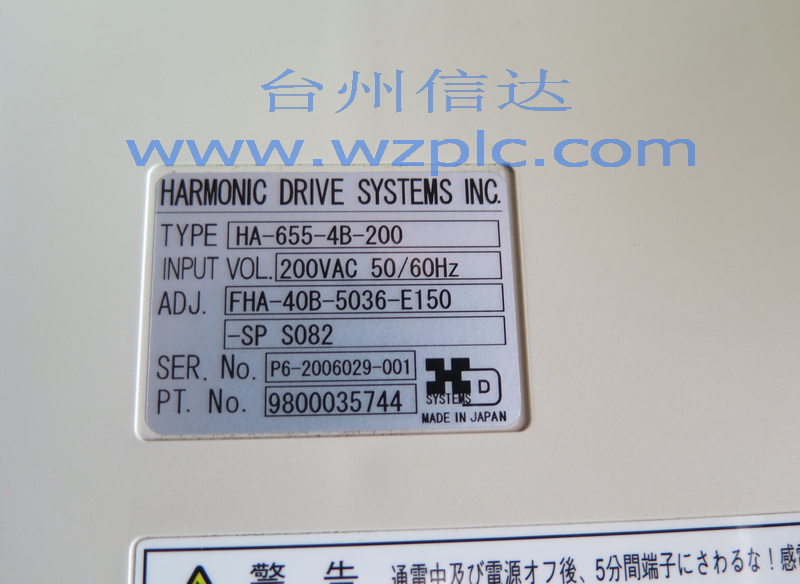 台州信达
www.wzplc.com
HARMONIC DRIVE SYSTEMS INC.
TYPE HA-655-4B-200
INPUT VOL. 200VAC 50/60Hz
ADJ. FHA-40B-5036-E150
-SP S082
SER. No. P6-2006029-001
PT. No. 9800035744
H D
SYSTEMS
MADE IN JAPAN
警告 通電中及び電源オフ後、5分間端子にさわるな!感電